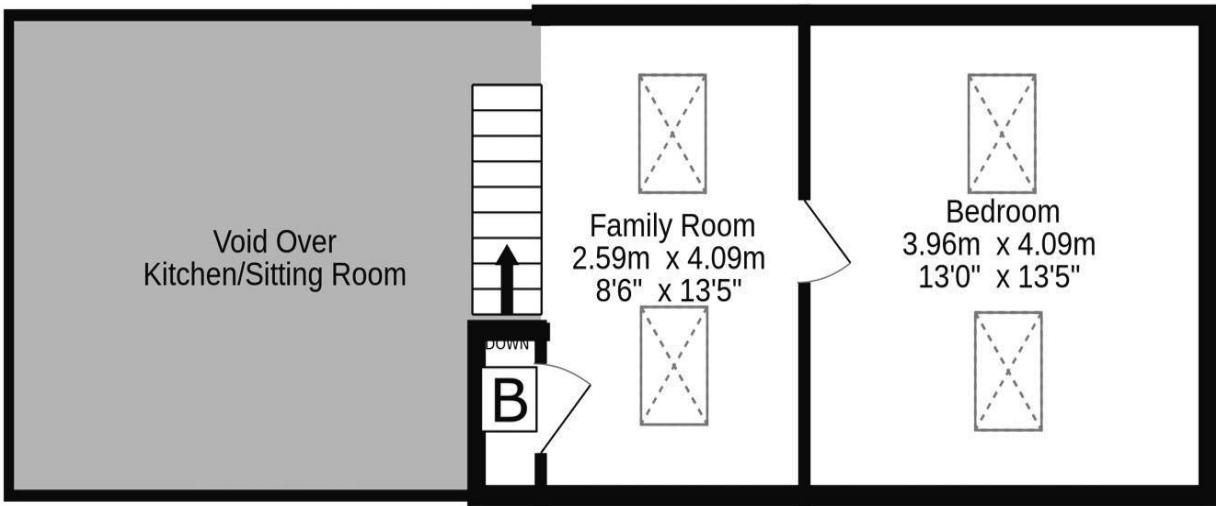 Void Over
Kitchen/Sitting Room
Family Room
2.59m x 4.09m
8'6" x 13'5"
Bedroom
3.96m x 4.09m
13'0" x 13'5"
DOWN
B